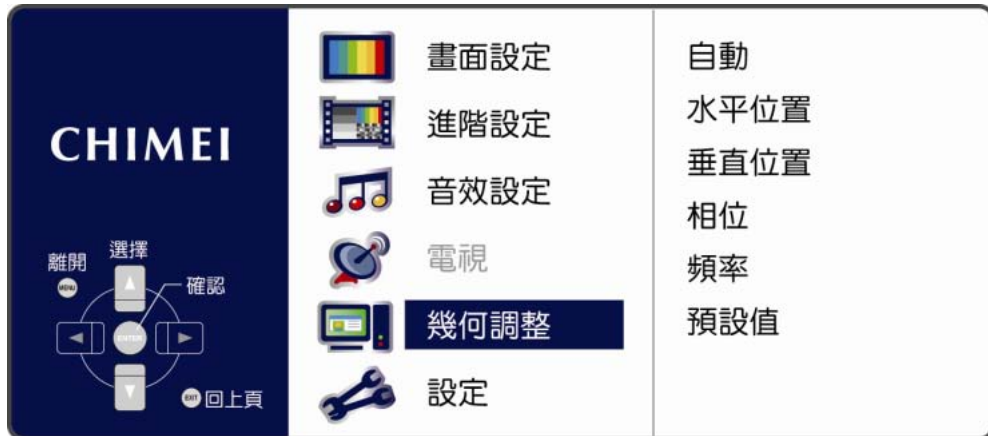 CHIMEI
離開
選擇
MENU
確認
ENTER
EXIT
回上頁
畫面設定
進階設定
音效設定
電視
幾何調整
設定
自動
水平位置
垂直位置
相位
頻率
預設值